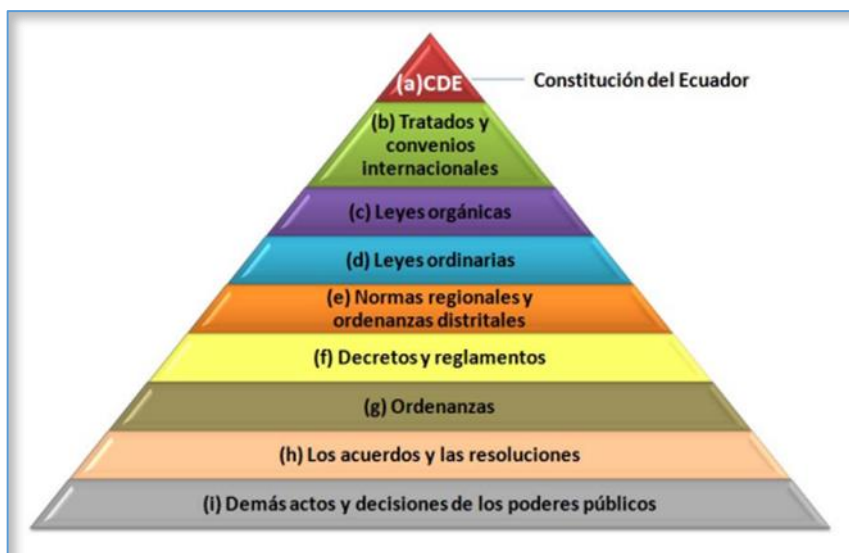 (a)CDE
Constitución del Ecuador
(b) Tratados y
convenios
internacionales
(c) Leyes orgánicas
(d) Leyes ordinarias
(e) Normas regionales y
ordenanzas distritales
(f) Decretos y reglamentos
(g) Ordenanzas
(h) Los acuerdos y las resoluciones
(i) Demás actos y decisiones de los poderes públicos